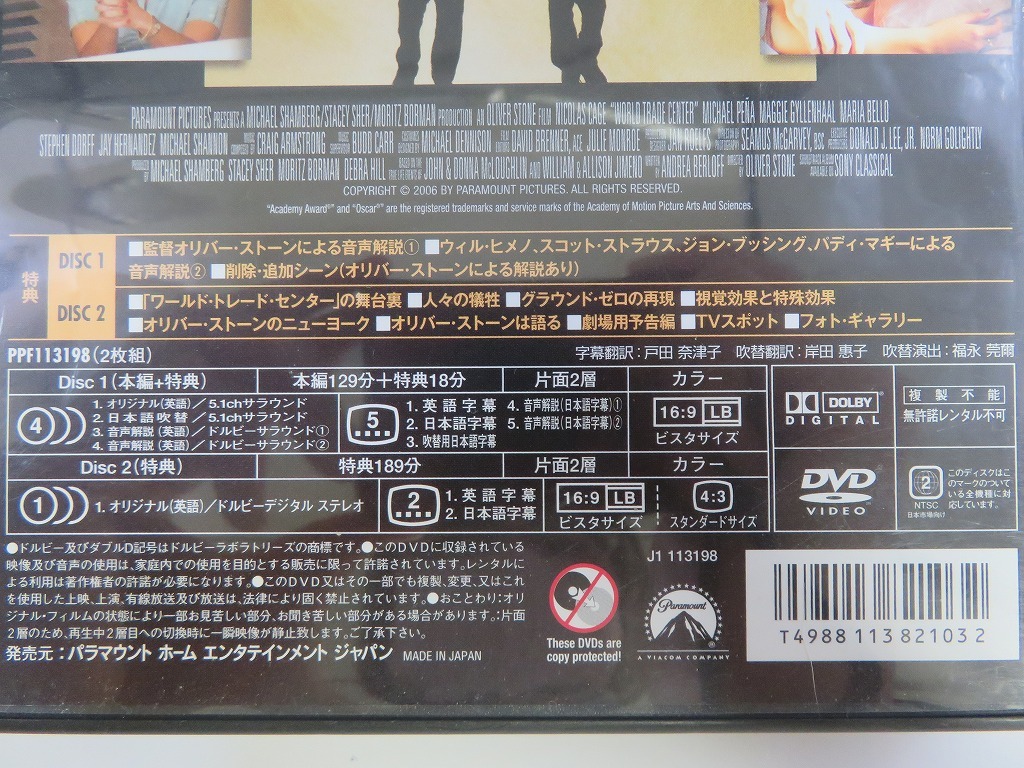 PARAMOUNT PICTURES PRESENTS A MICHAEL SHAMBERG/STACEY SHER/MORITZ BORMAN PRODUCTION AN OLIVER STONE FILM NICOLAS CAGE "WORLD TRADE CENTER" MICHAEL PEÑA MAGGIE GYLLENHAAL MARIA BELLO
STEPHEN DORFF JAY HERNANDEZ MICHAEL SHANNON CRAIG ARMSTRONG BUDD CARR MICHAEL DENNISON DAVID BRENNER, ACE JULIE MONROE JAN ROELFS SEAMUS McGARVEY, BSC DONALD J. LEE, JR. NORM GOLIGHTLY
PRODUCED BY MICHAEL SHAMBERG STACEY SHER MORITZ BORMAN DEBRA HILL BASED ON THE TRUE LIFE EVENTS OF JOHN & DONNA McLOUGHLIN AND WILLIAM & ALLISON JIMENO WRITTEN BY ANDREA BERLOFF DIRECTED BY OLIVER STONE SOUNDTRACK ALBUM AVAILABLE ON SONY CLASSICAL
COPYRIGHT © 2006 BY PARAMOUNT PICTURES. ALL RIGHTS RESERVED.
"Academy Award®" and "Oscar®" are the registered trademarks and service marks of the Academy of Motion Picture Arts And Sciences.
特典
DISC 1
■監督オリバー・ストーンによる音声解説① ■ウィル・ヒメノ、スコット・ストラウス、ジョン・ブッシング、パディ・マギーによる
音声解説② ■削除・追加シーン(オリバー・ストーンによる解説あり)
DISC 2
■「ワールド・トレード・センター」の舞台裏 ■人々の犠牲 ■グラウンド・ゼロの再現 ■視覚効果と特殊効果
■オリバー・ストーンのニューヨーク ■オリバー・ストーンは語る ■劇場用予告編 ■TVスポット ■フォト・ギャラリー
PPF113198(2枚組) 字幕翻訳:戸田 奈津子 吹替翻訳:岸田 恵子 吹替演出:福永 莞爾
Disc 1(本編+特典) 本編129分+特典18分 片面2層 カラー
4
1. オリジナル(英語)/5.1chサラウンド
2. 日本語吹替/5.1chサラウンド
3. 音声解説(英語)/ドルビーサラウンド①
4. 音声解説(英語)/ドルビーサラウンド②
5
1. 英語字幕 4. 音声解説(日本語字幕)①
2. 日本語字幕 5. 音声解説(日本語字幕)②
3. 吹替用日本語字幕
16:9 LB
ビスタサイズ
Disc 2(特典) 特典189分 片面2層 カラー
1
1. オリジナル(英語)/ドルビーデジタル ステレオ
2
1. 英語字幕
2. 日本語字幕
16:9 LB
ビスタサイズ
4:3
スタンダードサイズ
DOLBY
DIGITAL
複製不能
無許諾レンタル不可
DVD
VIDEO
2
NTSC
日本市場向け
このディスクはこ
のマークのついて
いる全機種に対
応しています。
●ドルビー及びダブルD記号はドルビーラボラトリーズの商標です。●このDVDに収録されている
映像及び音声の使用は、家庭内での使用を目的とする販売に限って許諾されています。レンタルに
よる利用は著作権者の許諾が必要になります。●このDVD又はその一部でも複製、変更、又はこれ
を使用した上映、上演、有線放送及び放送は、法律により固く禁止されています。●おことわり:オリ
ジナル・フィルムの状態により一部お見苦しい部分、お聞き苦しい部分がある場合があります。:片面
2層のため、再生中2層目への切換時に一瞬映像が静止致します。ご了承下さい。
発売元:パラマウント ホーム エンタテインメント ジャパン MADE IN JAPAN
These DVDs are
copy protected!
J1 113198
Paramount
A VIACOM COMPANY
T4988113821032